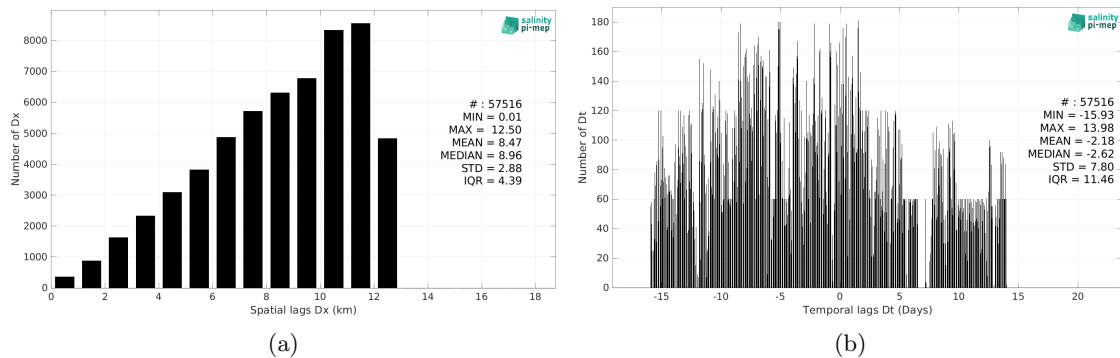 salinity
pi-mep
8000
7000
6000
5000
4000
3000
2000
1000
0
Number of Dx
# : 57516
MIN = 0.01
MAX = 12.50
MEAN = 8.47
MEDIAN = 8.96
STD = 2.88
IQR = 4.39
0 2 4 6 8 10 12 14 16 18
Spatial lags Dx (km)
(a)
salinity
pi-mep
180
160
140
120
100
80
60
40
20
0
Number of Dt
# : 57516
MIN = -15.93
MAX = 13.98
MEAN = -2.18
MEDIAN = -2.62
STD = 7.80
IQR = 11.46
-15 -10 -5 0 5 10 15 20
Temporal lags Dt (Days)
(b)